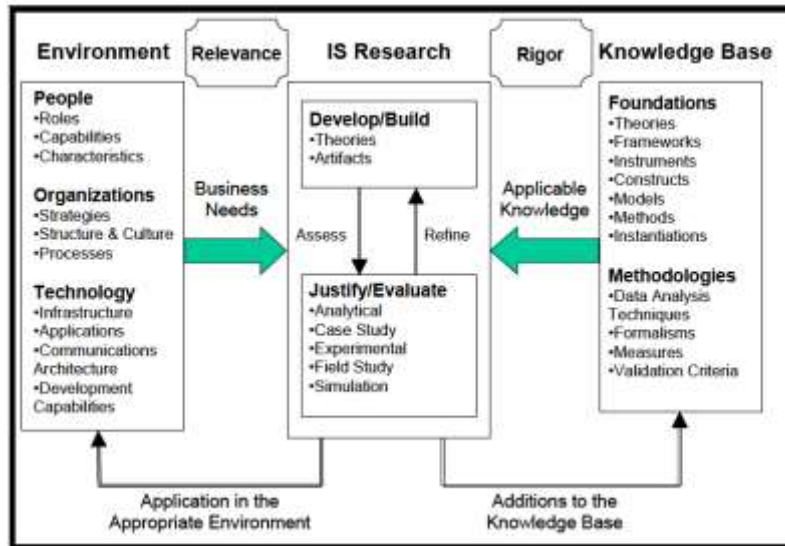 Environment
Relevance
IS Research
Rigor
Knowledge Base
People
•Roles
•Capabilities
•Characteristics
Organizations
•Strategies
•Structure & Culture
•Processes
Technology
•Infrastructure
•Applications
•Communications
Architecture
•Development
Capabilities
Business
Needs
Develop/Build
•Theories
•Artifacts
Assess
Refine
Justify/Evaluate
•Analytical
•Case Study
•Experimental
•Field Study
•Simulation
Applicable
Knowledge
Foundations
•Theories
•Frameworks
•Instruments
•Constructs
•Models
•Methods
•Instantiations
Methodologies
•Data Analysis
Techniques
•Formalisms
•Measures
•Validation Criteria
Application in the
Appropriate Environment
Additions to the
Knowledge Base